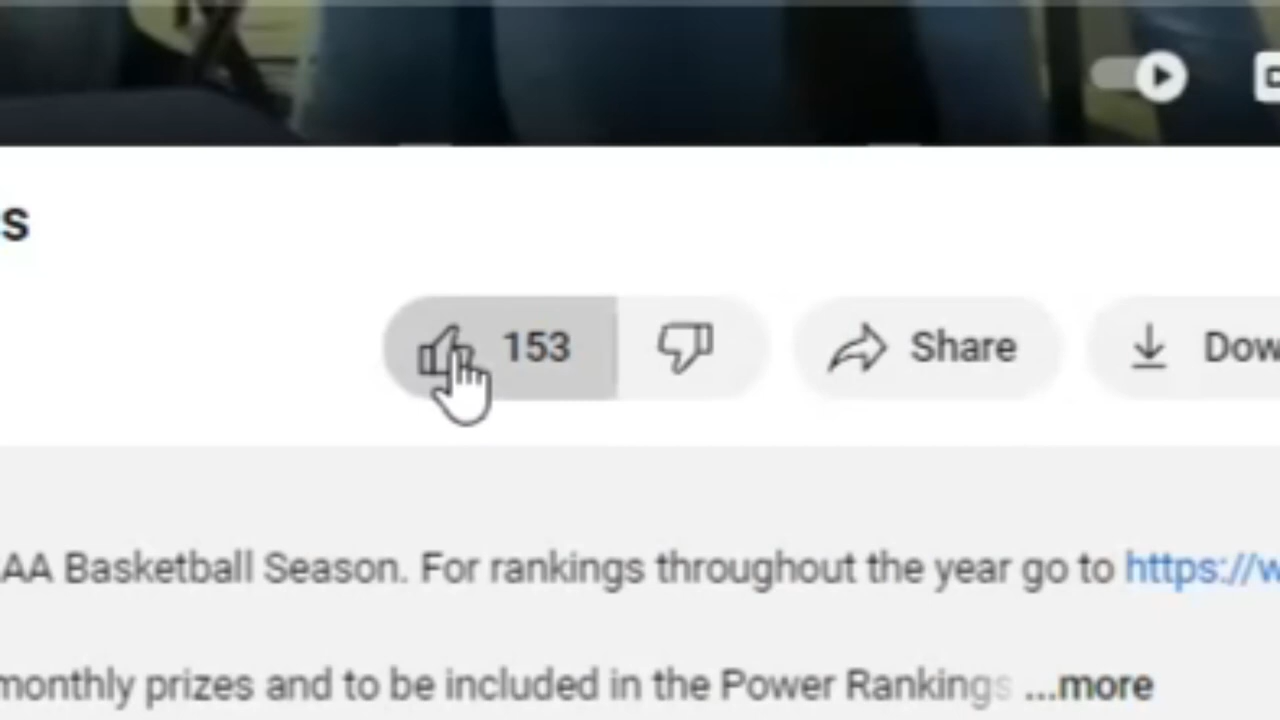 s
153
Share
Dow
AA Basketball Season. For rankings throughout the year go to https://w
monthly prizes and to be included in the Power Rankings ...more